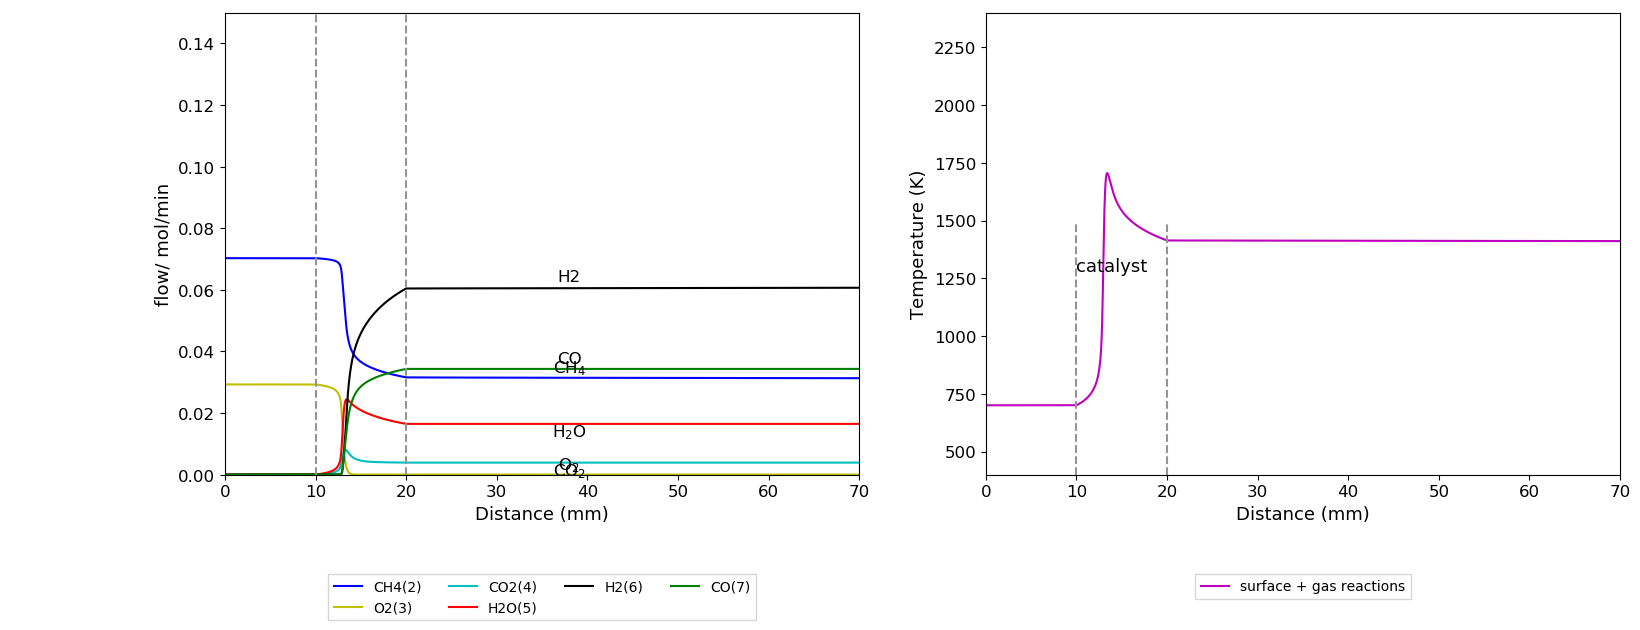 0.14
0.12
0.10
0.08
0.06
0.04
0.02
0.00
flow/ mol/min
H2
CO
CH4
H2O
O2
CO2
0 10 20 30 40 50 60 70
Distance (mm)
CH4(2) CO2(4) H2(6) CO(7)
O2(3) H2O(5)
2250
2000
1750
1500
1250
1000
750
500
Temperature (K)
catalyst
0 10 20 30 40 50 60 70
Distance (mm)
surface + gas reactions